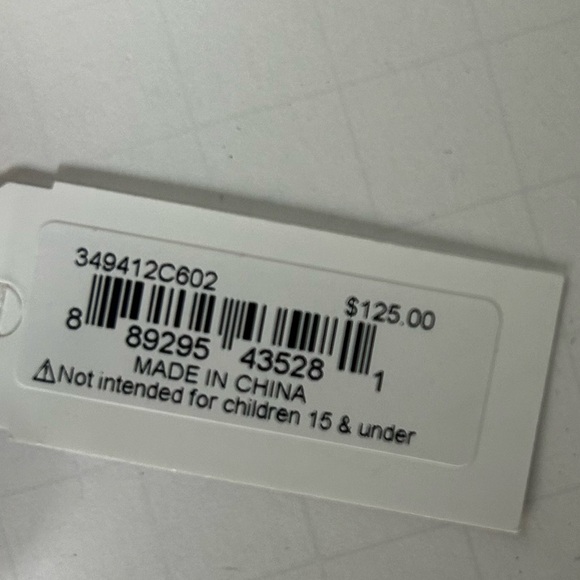 349412C602
$125.00
8 89295 43528 1
MADE IN CHINA
⚠Not intended for children 15 & under